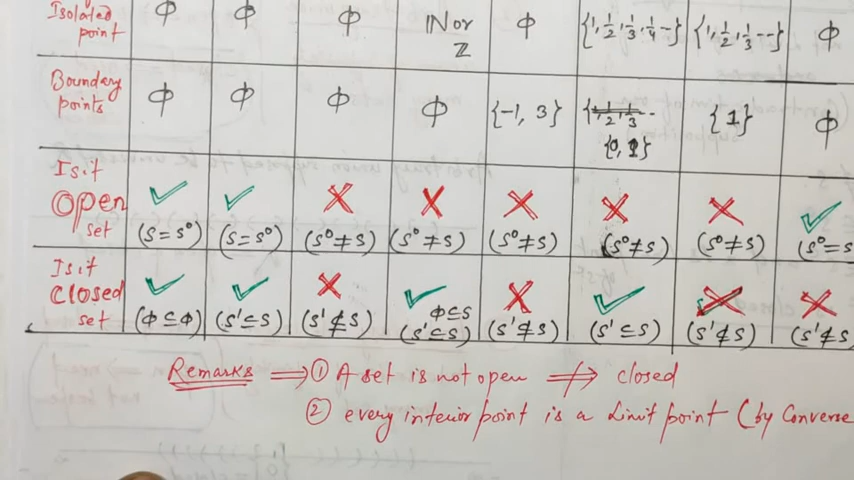 Isolated point φ φ φ ℕ or ℤ φ {1, 1/2, 1/3, 1/4 --} {1, 1/2, 1/3 --} φ
Boundary points φ φ φ φ {-1, 3} {0, 1} {1} φ
Is it Open set ✓ ✓ ✗ ✗ ✗ ✗ ✗ ✓
(S=S°) (S=S°) (S°≠S) (S°≠S) (S°≠S) (S°≠S) (S°≠S) (S°=S
Is it Closed set ✓ ✓ ✗ ✓ φ⊆S ✗ ✓ ✗ ✗
(φ⊆φ) (S'⊆S) (S'⊈S) (S'⊆S) (S'⊈S) (S'⊆S) (S'⊈S) (S'⊈S
Remarks ⇒ ① A set is not open ⇏ closed
② every interior point is a Limit point (by Converse